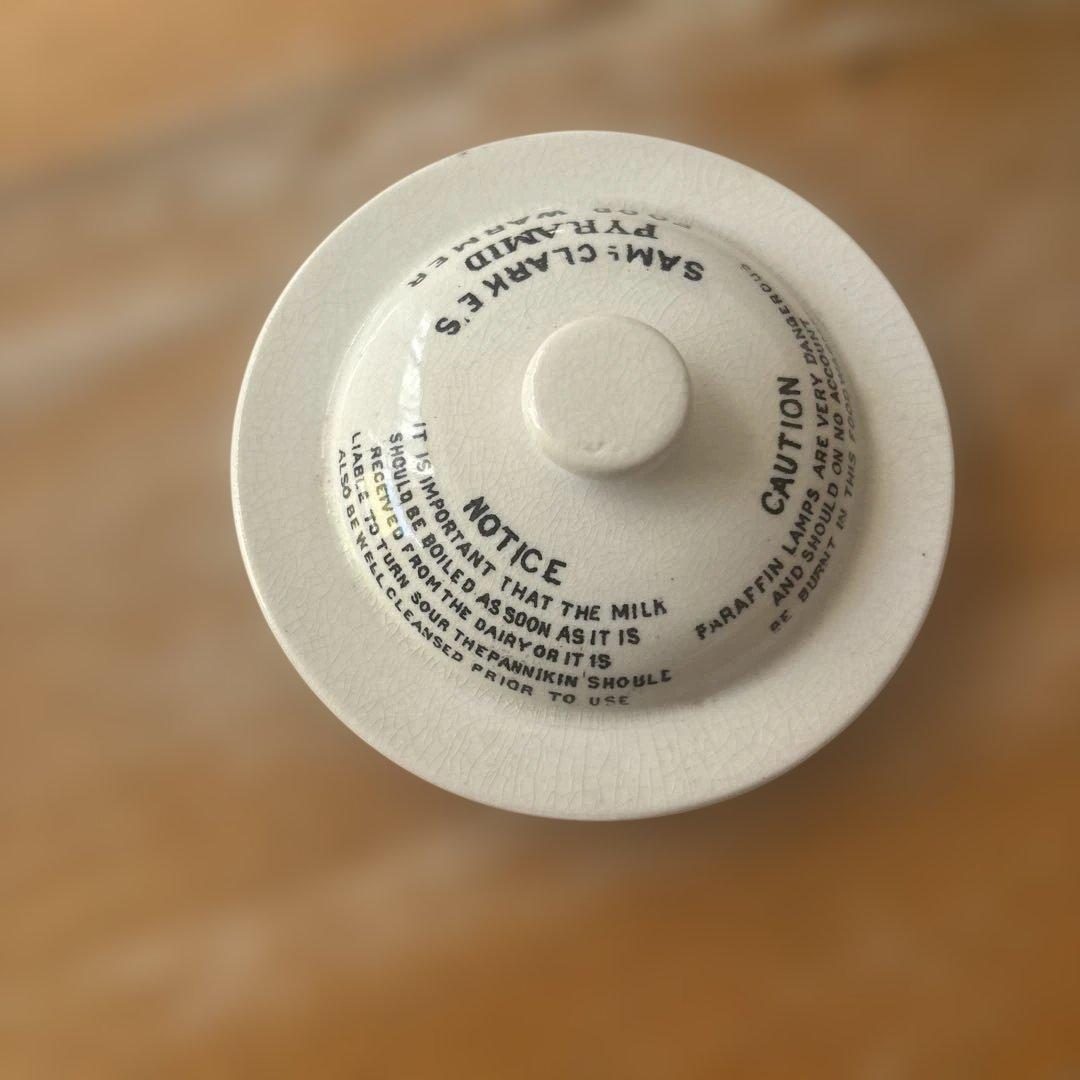 SAML CLARKE'S
PYRAMID
FOOD WARMER
NOTICE
IT IS IMPORTANT THAT THE MILK
SHOULD BE BOILED AS SOON AS IT IS
RECEIVED FROM THE DAIRY OR IT IS
LIABLE TO TURN SOUR THE PANNIKIN SHOULE
ALSO BE WELL CLEANSED PRIOR TO USE
CAUTION
PARAFFIN LAMPS ARE VERY DANGEROUS
AND SHOULD ON NO ACCOUNT
BE BURNT IN THIS